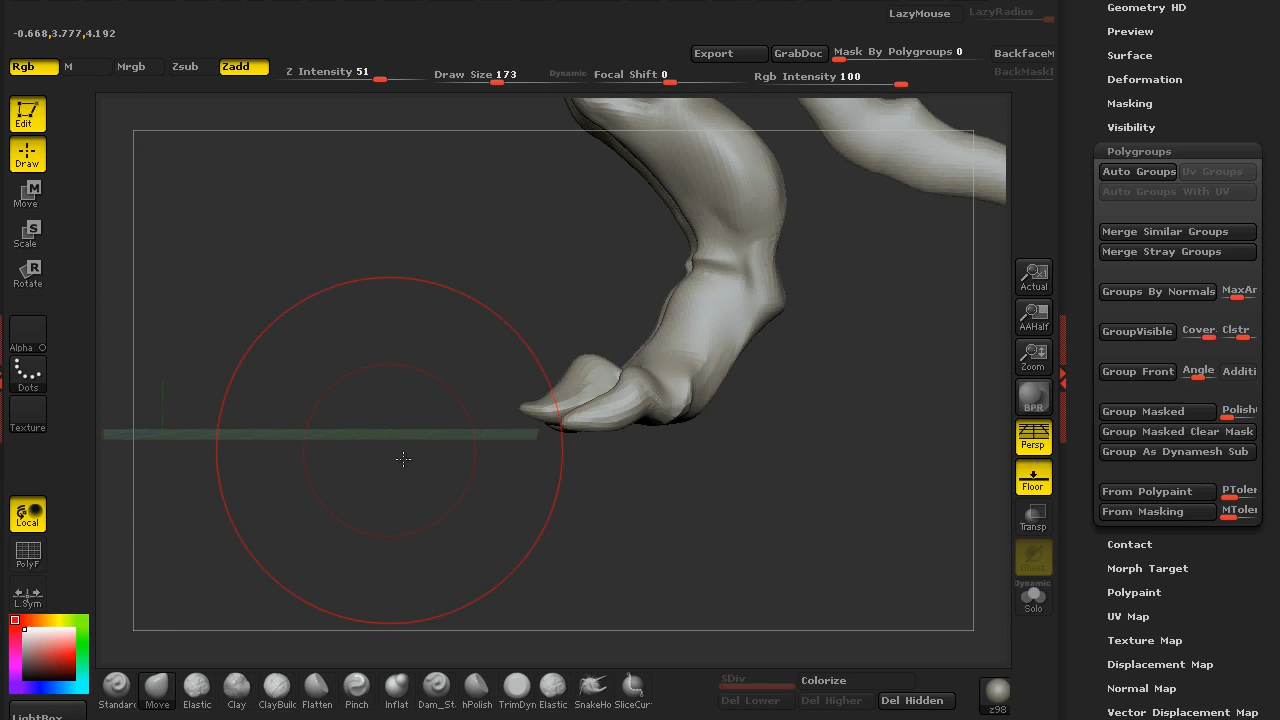 LazyMouse LazyRadius
Geometry HD
-0.668,3.777,4.192
Preview
Export GrabDoc Mask By Polygroups 0 BackfaceM
Surface
Rgb M Mrgb Zsub Zadd Z Intensity 51 Draw Size 173 Dynamic Focal Shift 0 Rgb Intensity 100 BackMaskI
Deformation
Masking
Visibility
Edit
Draw
Move
Scale
Rotate
Alpha O
Dots
Texture
Local
PolyF
L.Sym
LightBox
Polygroups
Auto Groups Uv Groups
Auto Groups With UV
Merge Similar Groups
Merge Stray Groups
Groups By Normals MaxAr
GroupVisible Cover Clstr
Group Front Angle Additi
Group Masked Polish
Group Masked Clear Mask
Group As Dynamesh Sub
From Polypaint PToler
From Masking MToler
Contact
Morph Target
Polypaint
UV Map
Texture Map
Displacement Map
Normal Map
Vector Displacement Map
Actual
AAHalf
Zoom
BPR
Persp
Floor
Transp
Ghost
Dynamic
Solo
Standar Move Elastic Clay ClayBL Flatten Pinch Inflat Dam_St hPolish TrimDyn Elastic SnakeHo SliceCur
SDiv Colorize
Del Lower Del Higher Del Hidden
z98